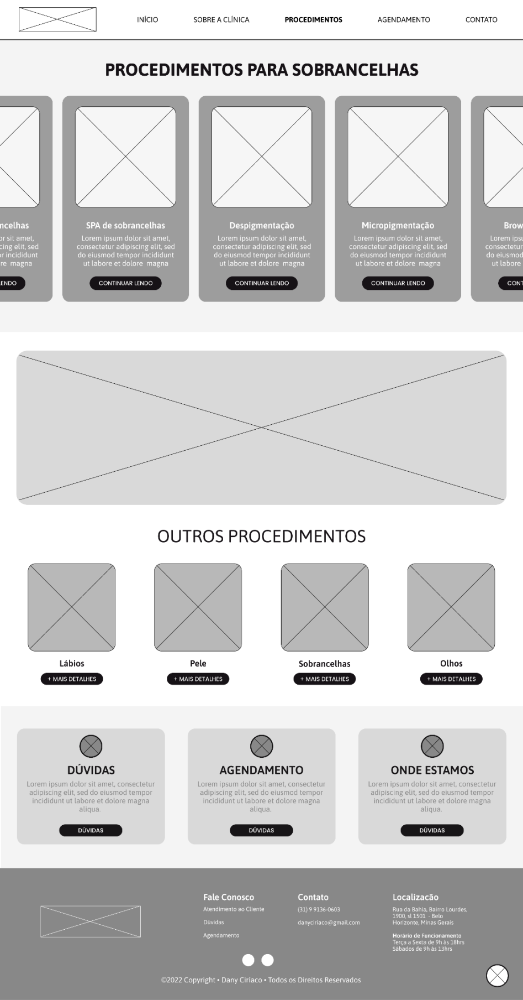 INÍCIO
SOBRE A CLÍNICA
PROCEDIMENTOS
AGENDAMENTO
CONTATO
PROCEDIMENTOS PARA SOBRANCELHAS
ncelhas
or sit amet,
cing elit, sed
or incididunt
re magna
LENDO
SPA de sobrancelhas
Lorem ipsum dolor sit amet,
consectetur adipiscing elit, sed
do eiusmod tempor incididunt
ut labore et dolore magna
CONTINUAR LENDO
Despigmentação
Lorem ipsum dolor sit amet,
consectetur adipiscing elit, sed
do eiusmod tempor incididunt
ut labore et dolore magna
CONTINUAR LENDO
Micropigmentação
Lorem ipsum dolor sit amet,
consectetur adipiscing elit, sed
do eiusmod tempor incididunt
ut labore et dolore magna
CONTINUAR LENDO
Brow
Lorem ipsu
consectetur
do eiusmod
ut labore
CONT
OUTROS PROCEDIMENTOS
Lábios
+ MAIS DETALHES
Pele
+ MAIS DETALHES
Sobrancelhas
+ MAIS DETALHES
Olhos
+ MAIS DETALHES
DÚVIDAS
Lorem ipsum dolor sit amet, consectetur
adipiscing elit, sed do eiusmod tempor
incididunt ut labore et dolore magna
aliqua.
DÚVIDAS
AGENDAMENTO
Lorem ipsum dolor sit amet, consectetur
adipiscing elit, sed do eiusmod tempor
incididunt ut labore et dolore magna
aliqua.
DÚVIDAS
ONDE ESTAMOS
Lorem ipsum dolor sit amet, consectetur
adipiscing elit, sed do eiusmod tempor
incididunt ut labore et dolore magna
aliqua.
DÚVIDAS
Fale Conosco
Atendimento ao Cliente
Dúvidas
Agendamento
Contato
(31) 9 9136-0603
danyciriaco@gmail.com
Localização
Rua da Bahia, Bairro Lourdes,
1900, sl 1501 - Belo
Horizonte, Minas Gerais
Horário de Funcionamento
Terça a Sexta de 9h às 18hrs
Sábados de 9h às 13hrs
©2022 Copyright • Dany Ciríaco • Todos os Direitos Reservados